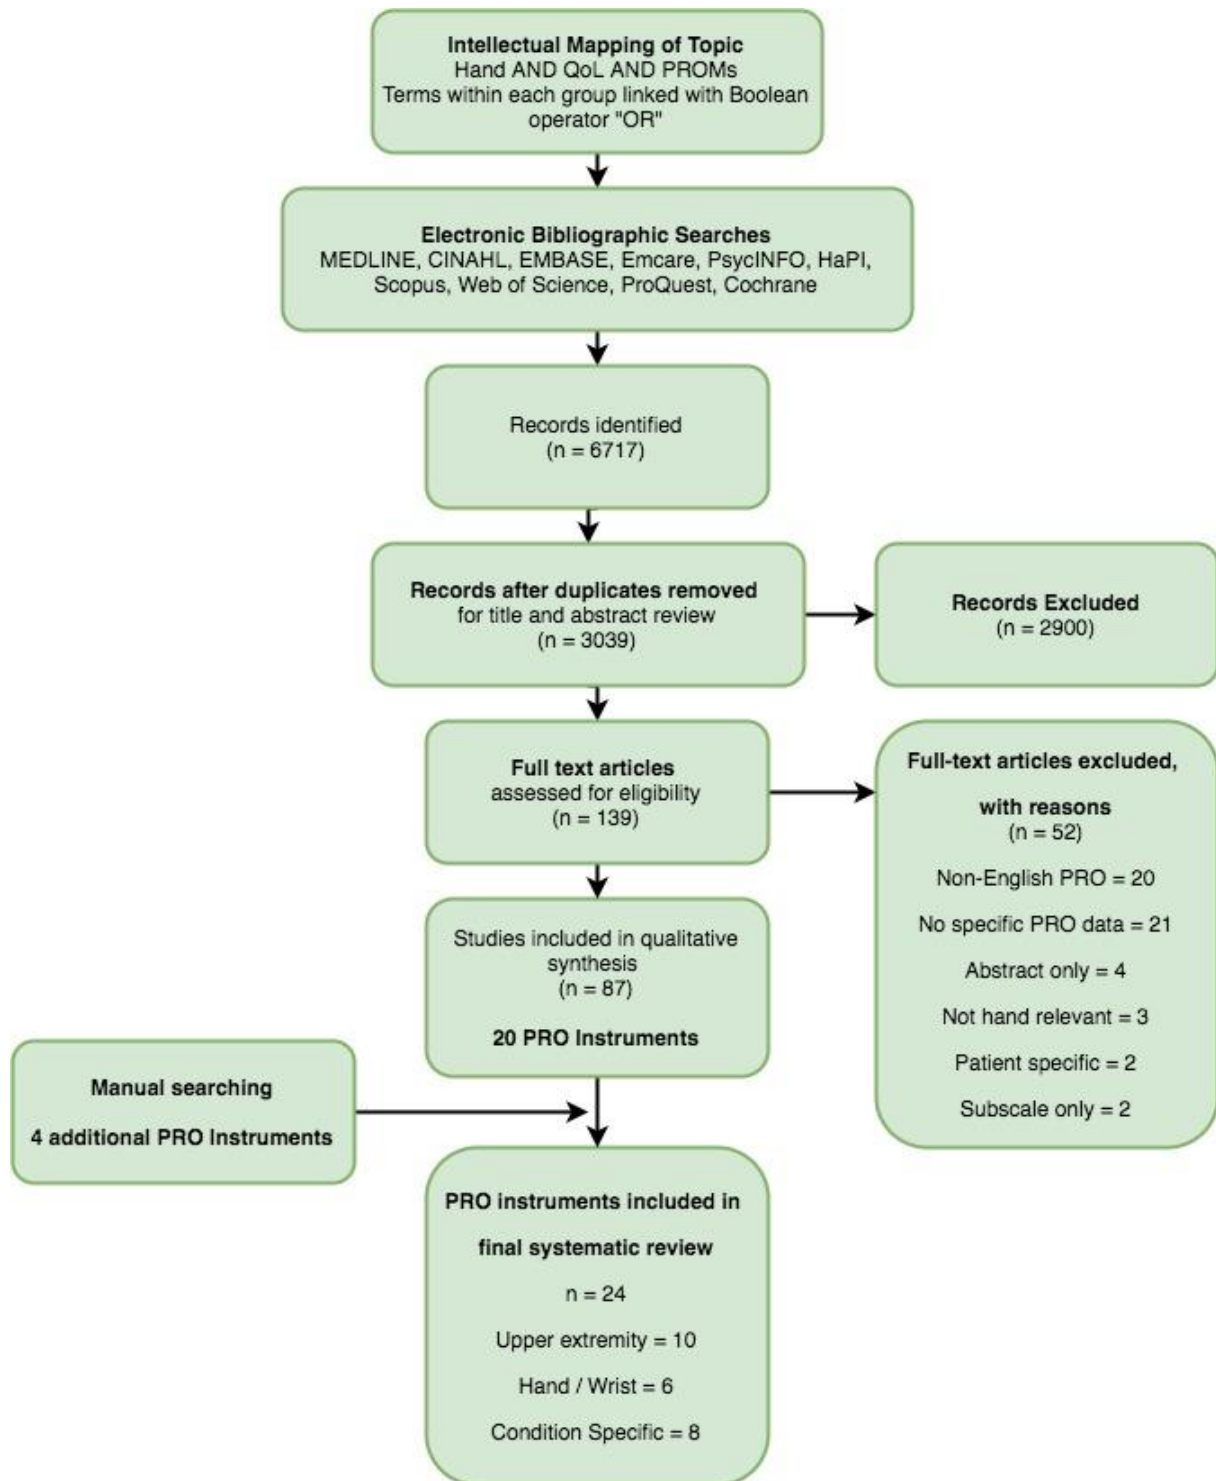 Intellectual Mapping of Topic
Hand AND QoL AND PROMs
Terms within each group linked with Boolean
operator "OR"
Electronic Bibliographic Searches
MEDLINE, CINAHL, EMBASE, Emcare, PsycINFO, HaPI,
Scopus, Web of Science, ProQuest, Cochrane
Records identified
(n = 6717)
Records after duplicates removed
for title and abstract review
(n = 3039)
Records Excluded
(n = 2900)
Full text articles
assessed for eligibility
(n = 139)
Full-text articles excluded,
with reasons
(n = 52)
Non-English PRO = 20
No specific PRO data = 21
Abstract only = 4
Not hand relevant = 3
Patient specific = 2
Subscale only = 2
Studies included in qualitative
synthesis
(n = 87)
20 PRO Instruments
Manual searching
4 additional PRO Instruments
PRO instruments included in
final systematic review
n = 24
Upper extremity = 10
Hand / Wrist = 6
Condition Specific = 8